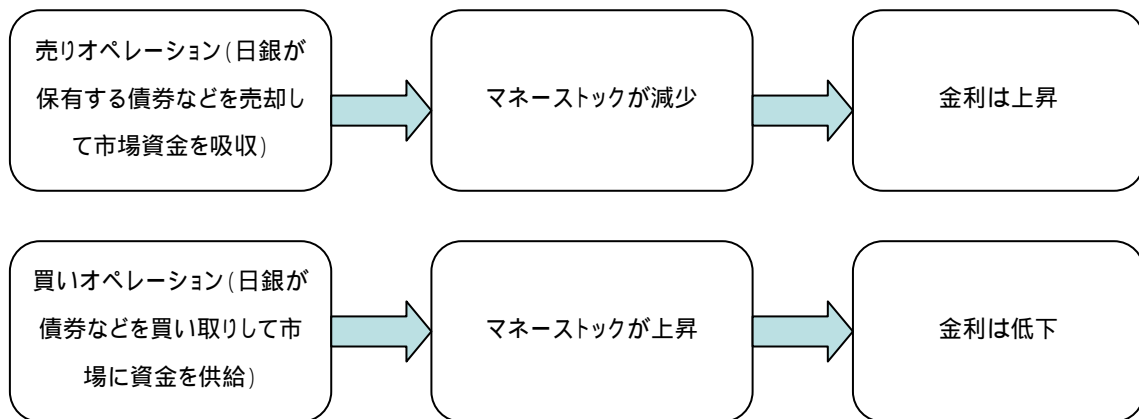 売りオペレーション(日銀が
保有する債券などを売却し
て市場資金を吸収)
マネーストックが減少
金利は上昇
買いオペレーション(日銀が
債券などを買い取りして市
場に資金を供給)
マネーストックが上昇
金利は低下